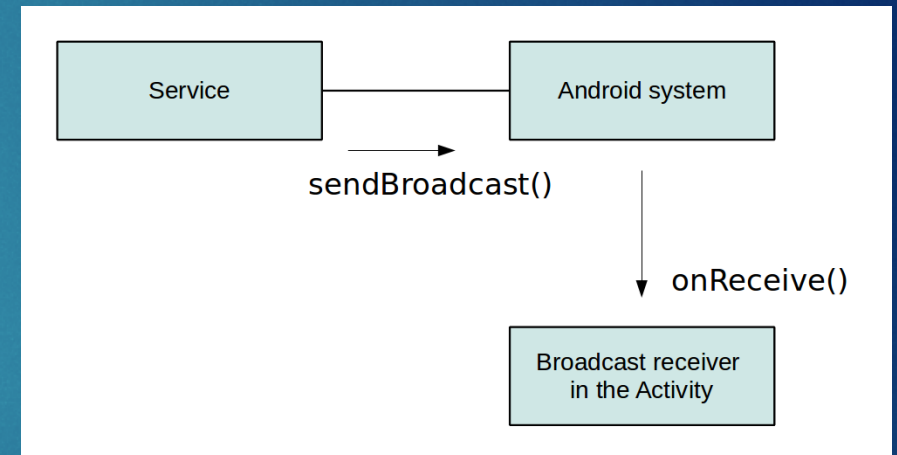 Service
Android system
sendBroadcast()
onReceive()
Broadcast receiver
in the Activity